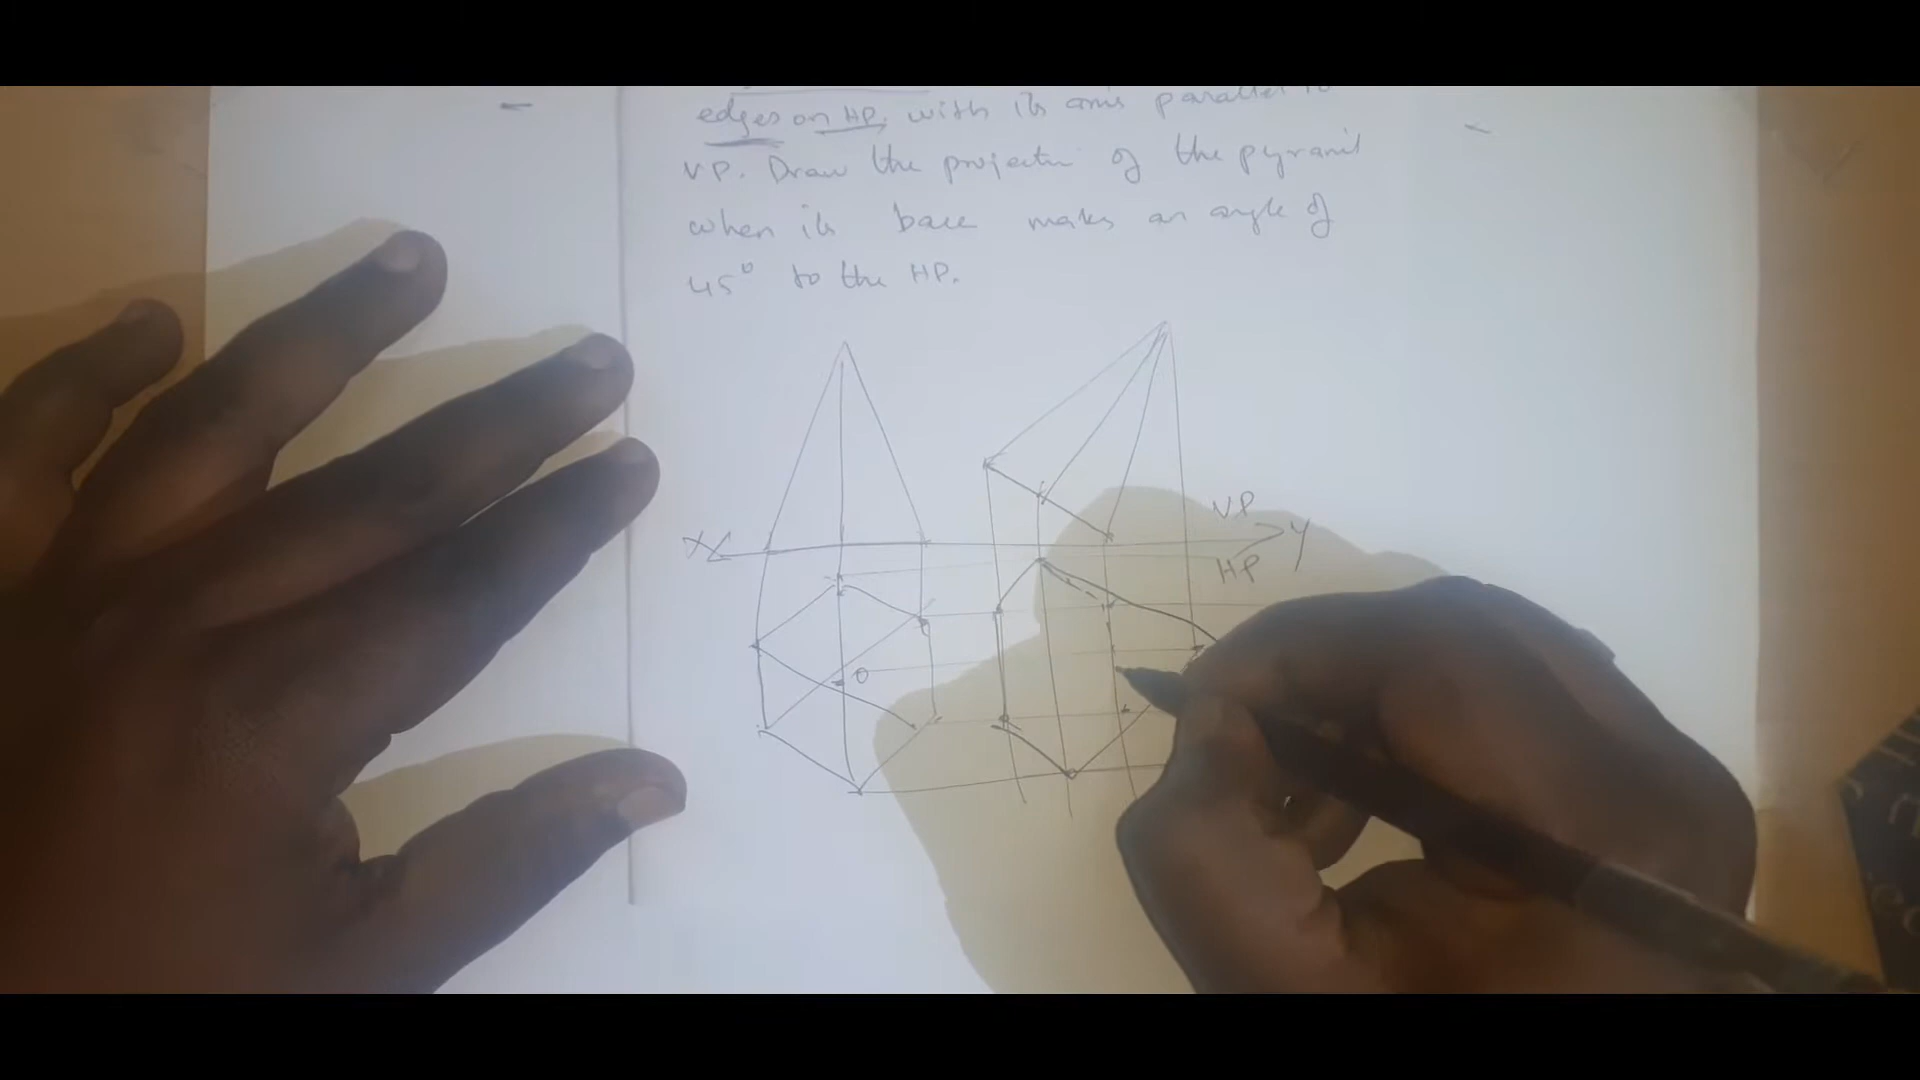 edges on HP. with its axis parallel to
VP. Draw the projectn of the pyramid
when its base makes an angle of
45° to the HP.
VP
X Y
HP
O